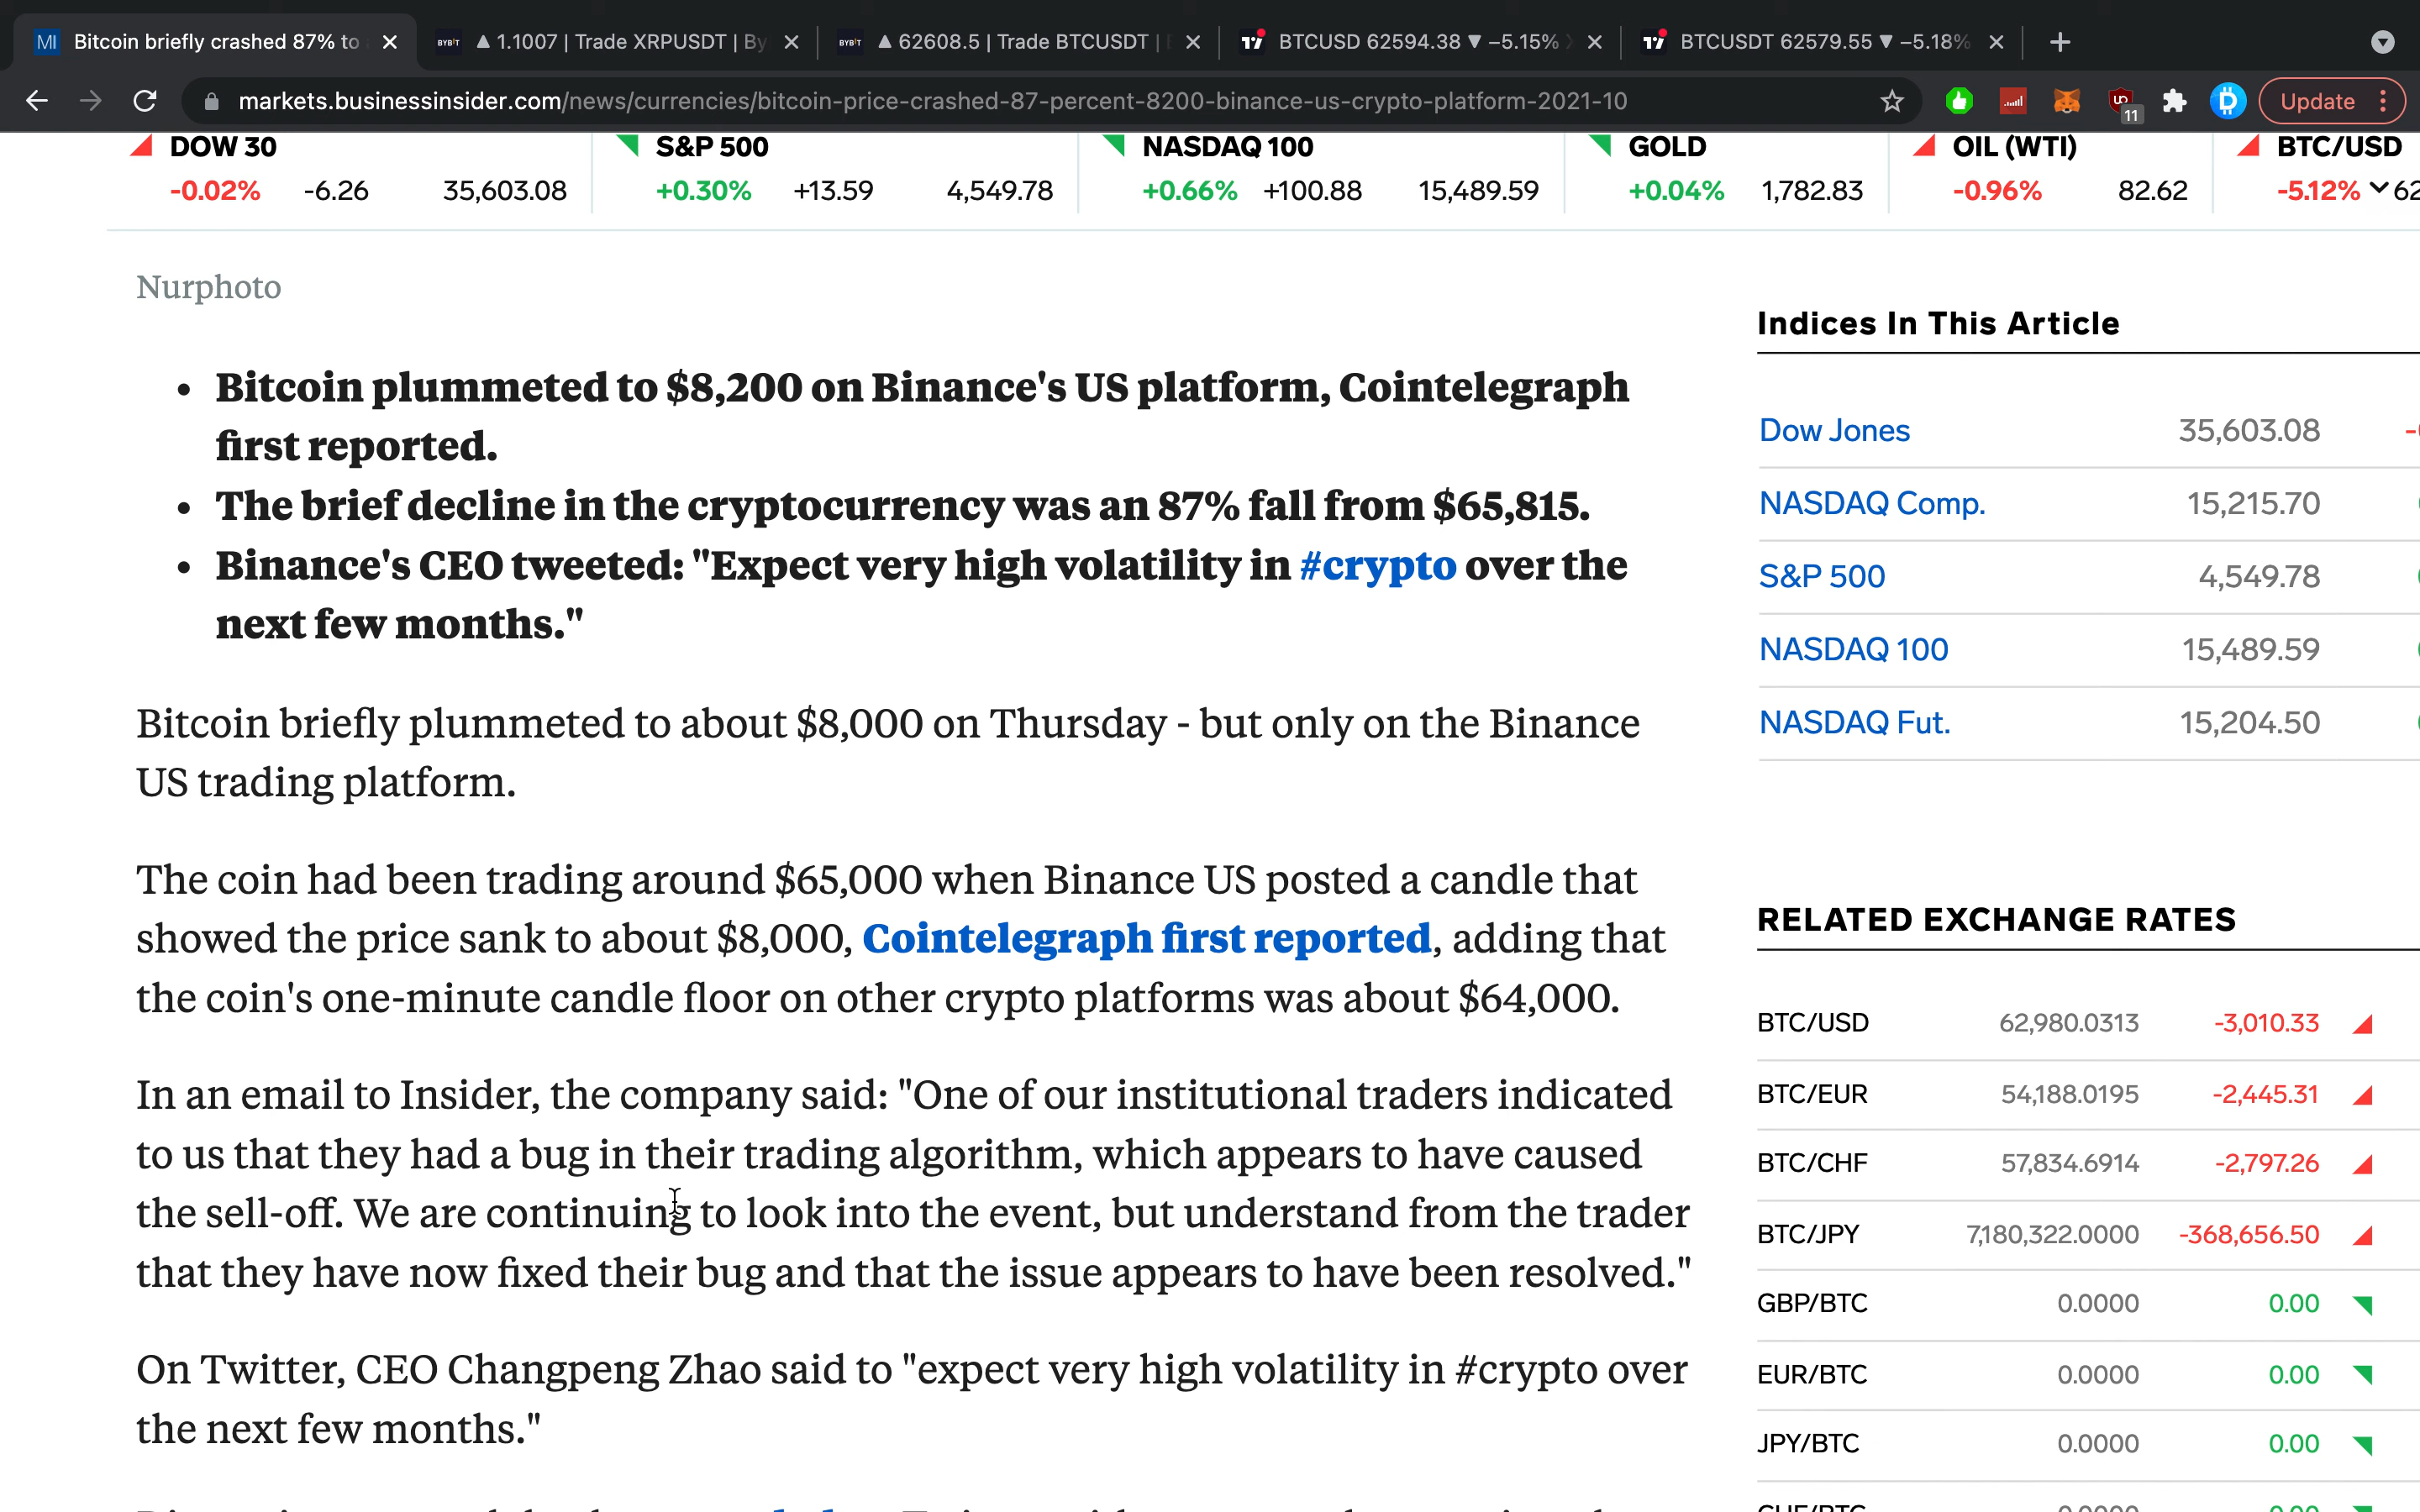 MI Bitcoin briefly crashed 87% to
BYBIT ▲ 1.1007 | Trade XRPUSDT | By
BYBIT ▲ 62608.5 | Trade BTCUSDT |
BTCUSD 62594.38 ▼ −5.15%
BTCUSDT 62579.55 ▼ −5.18%
markets.businessinsider.com/news/currencies/bitcoin-price-crashed-87-percent-8200-binance-us-crypto-platform-2021-10
11
Update
DOW 30
-0.02% -6.26 35,603.08
S&P 500
+0.30% +13.59 4,549.78
NASDAQ 100
+0.66% +100.88 15,489.59
GOLD
+0.04% 1,782.83
OIL (WTI)
-0.96% 82.62
BTC/USD
-5.12% 62
Nurphoto
• Bitcoin plummeted to $8,200 on Binance's US platform, Cointelegraph
first reported.
• The brief decline in the cryptocurrency was an 87% fall from $65,815.
• Binance's CEO tweeted: "Expect very high volatility in #crypto over the
next few months."
Bitcoin briefly plummeted to about $8,000 on Thursday - but only on the Binance
US trading platform.
The coin had been trading around $65,000 when Binance US posted a candle that
showed the price sank to about $8,000, Cointelegraph first reported, adding that
the coin's one-minute candle floor on other crypto platforms was about $64,000.
In an email to Insider, the company said: "One of our institutional traders indicated
to us that they had a bug in their trading algorithm, which appears to have caused
the sell-off. We are continuing to look into the event, but understand from the trader
that they have now fixed their bug and that the issue appears to have been resolved."
On Twitter, CEO Changpeng Zhao said to "expect very high volatility in #crypto over
the next few months."
Indices In This Article
Dow Jones 35,603.08
NASDAQ Comp. 15,215.70
S&P 500 4,549.78
NASDAQ 100 15,489.59
NASDAQ Fut. 15,204.50
RELATED EXCHANGE RATES
BTC/USD 62,980.0313 -3,010.33
BTC/EUR 54,188.0195 -2,445.31
BTC/CHF 57,834.6914 -2,797.26
BTC/JPY 7,180,322.0000 -368,656.50
GBP/BTC 0.0000 0.00
EUR/BTC 0.0000 0.00
JPY/BTC 0.0000 0.00